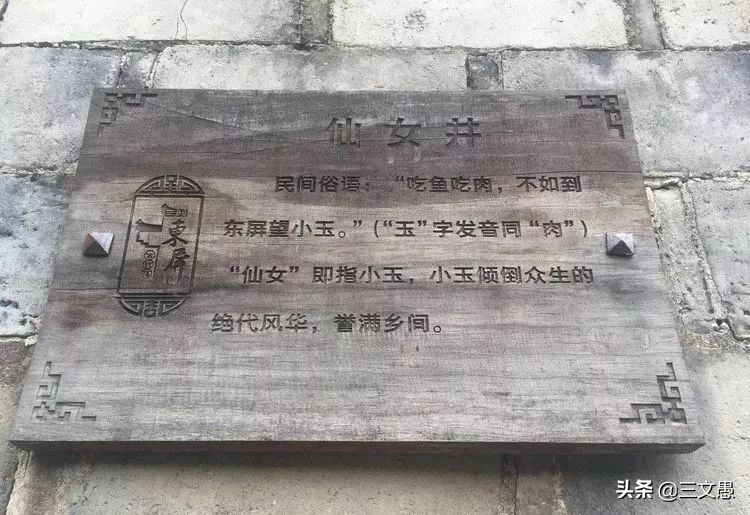 仙女井
民间俗语：“吃鱼吃肉，不如到
东屏望小玉。”（“玉”字发音同“肉”）
“仙女”即指小玉，小玉倾倒众生的
绝代风华，誉满乡间。
東屏
头条 @三文愚